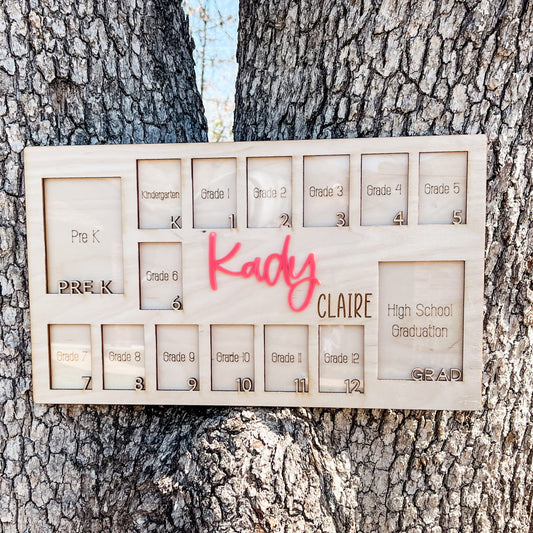 Pre K
PRE K
Kindergarten
K
Grade 1
1
Grade 2
2
Grade 3
3
Grade 4
4
Grade 5
5
Grade 6
6
Kady
CLAIRE
High School
Graduation
GRAD
Grade 7
7
Grade 8
8
Grade 9
9
Grade 10
10
Grade 11
11
Grade 12
12